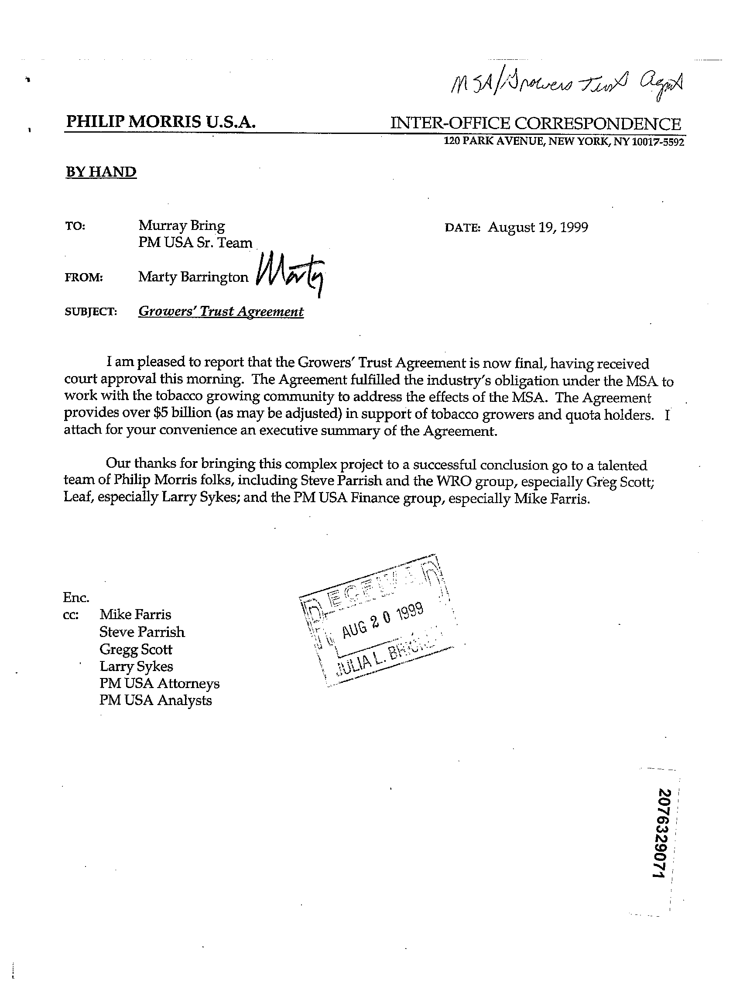 MSA/Growers Trust Agmt
PHILIP MORRIS U.S.A. INTER-OFFICE CORRESPONDENCE
120 PARK AVENUE, NEW YORK, NY 10017-5592
BY HAND
TO: Murray Bring DATE: August 19, 1999
PM USA Sr. Team
FROM: Marty Barrington Marty
SUBJECT: Growers' Trust Agreement
I am pleased to report that the Growers' Trust Agreement is now final, having received
court approval this morning. The Agreement fulfilled the industry's obligation under the MSA to
work with the tobacco growing community to address the effects of the MSA. The Agreement
provides over $5 billion (as may be adjusted) in support of tobacco growers and quota holders. I
attach for your convenience an executive summary of the Agreement.
Our thanks for bringing this complex project to a successful conclusion go to a talented
team of Philip Morris folks, including Steve Parrish and the WRO group, especially Greg Scott;
Leaf, especially Larry Sykes; and the PM USA Finance group, especially Mike Farris.
Enc.
cc: Mike Farris
Steve Parrish
Gregg Scott
Larry Sykes
PM USA Attorneys
PM USA Analysts
AUG 20 1999
JULIA L.
2076329071